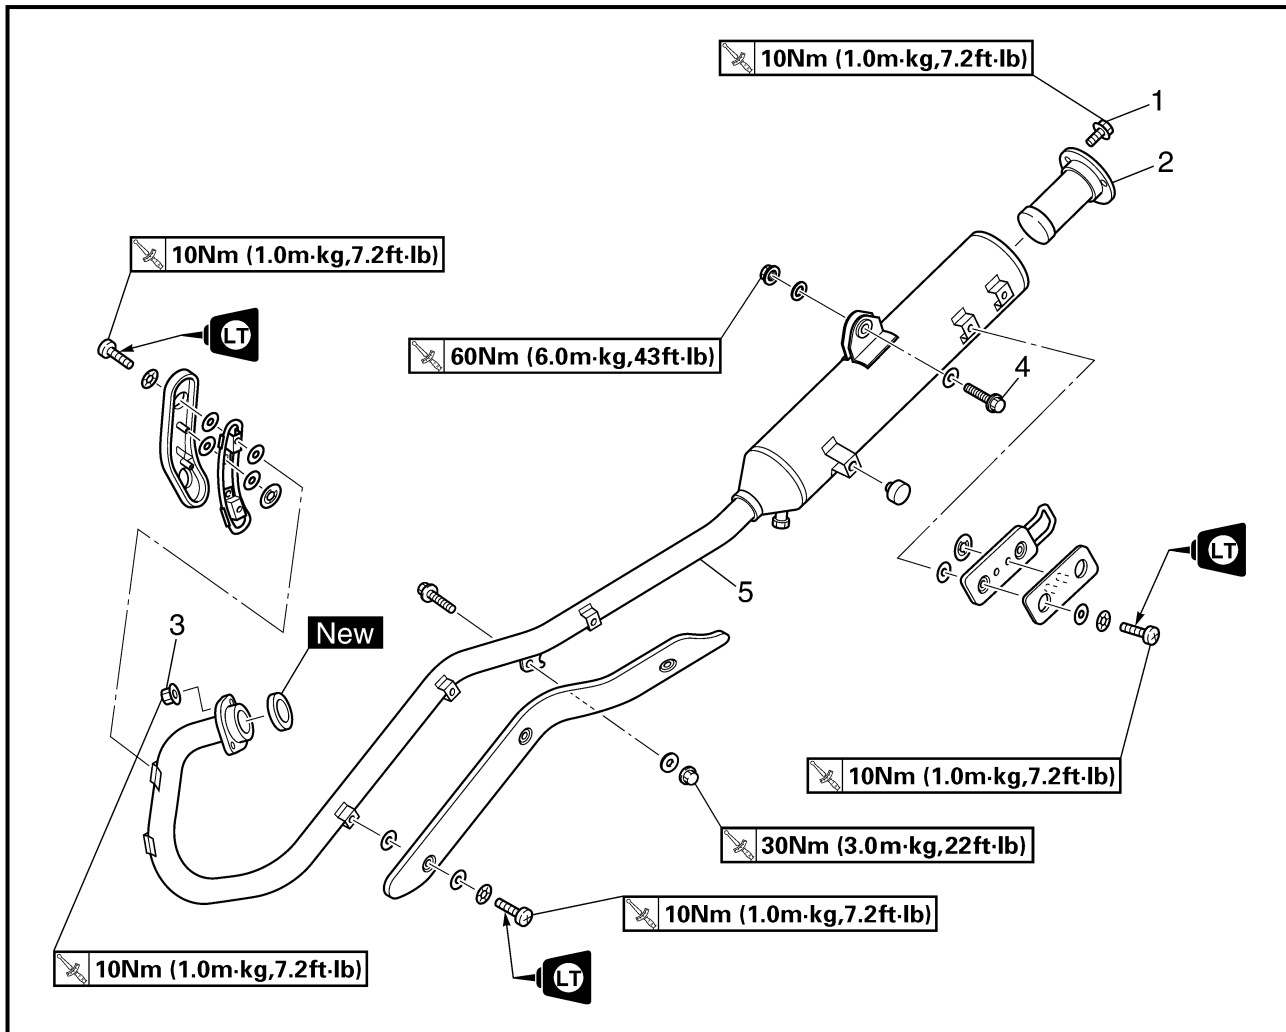 10Nm (1.0m·kg,7.2ft·lb)
1
2
10Nm (1.0m·kg,7.2ft·lb)
LT
60Nm (6.0m·kg,43ft·lb)
4
LT
5
3
New
10Nm (1.0m·kg,7.2ft·lb)
30Nm (3.0m·kg,22ft·lb)
10Nm (1.0m·kg,7.2ft·lb)
10Nm (1.0m·kg,7.2ft·lb)
LT